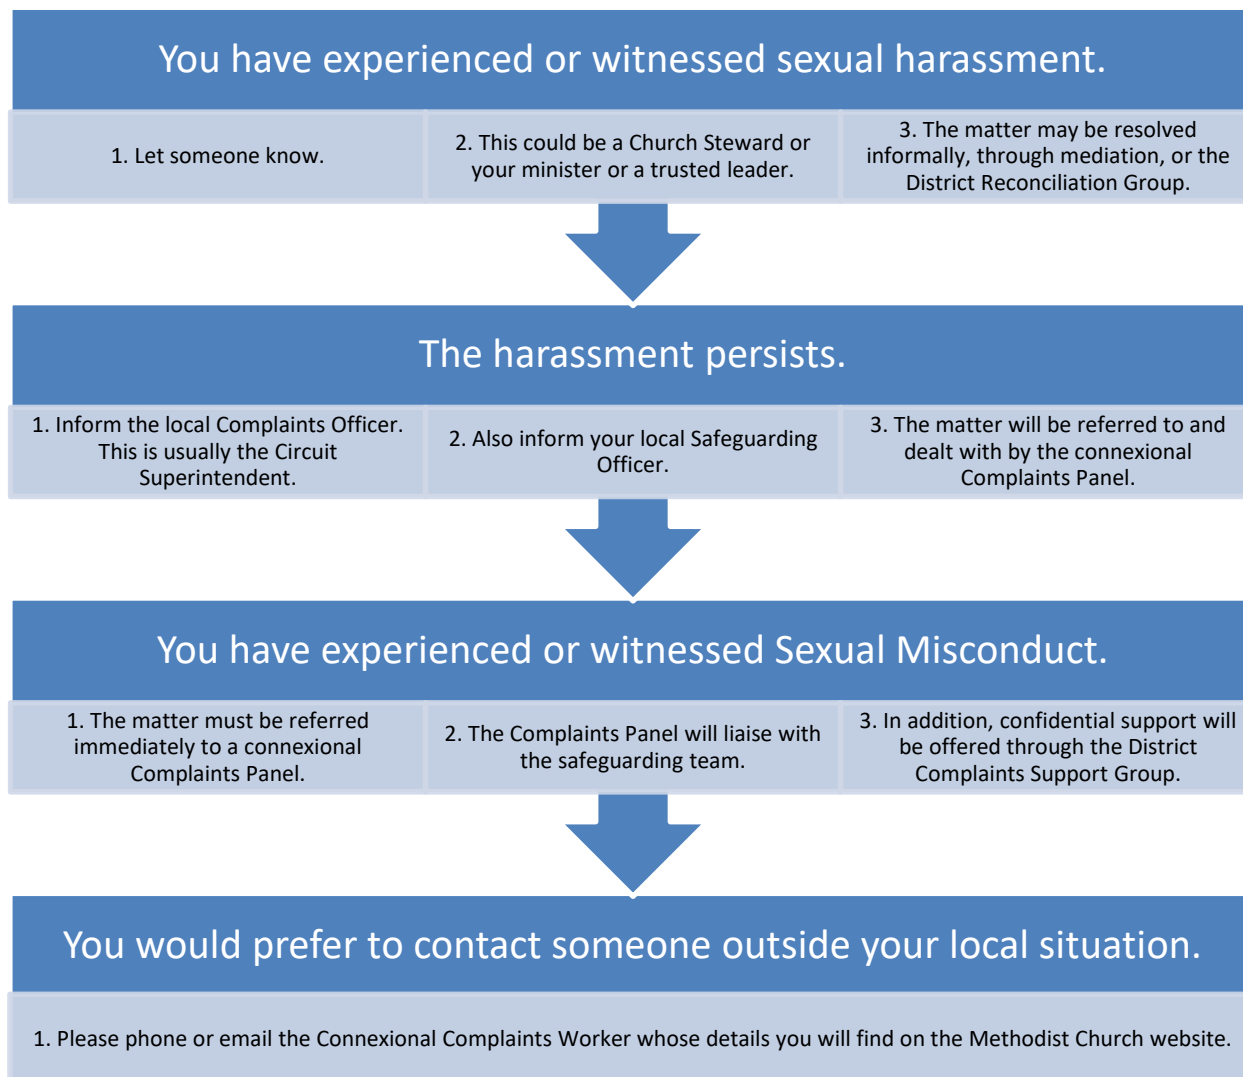 You have experienced or witnessed sexual harassment.
1. Let someone know.
2. This could be a Church Steward or
your minister or a trusted leader.
3. The matter may be resolved
informally, through mediation, or the
District Reconciliation Group.
The harassment persists.
1. Inform the local Complaints Officer.
This is usually the Circuit
Superintendent.
2. Also inform your local Safeguarding
Officer.
3. The matter will be referred to and
dealt with by the connexional
Complaints Panel.
You have experienced or witnessed Sexual Misconduct.
1. The matter must be referred
immediately to a connexional
Complaints Panel.
2. The Complaints Panel will liaise with
the safeguarding team.
3. In addition, confidential support will
be offered through the District
Complaints Support Group.
You would prefer to contact someone outside your local situation.
1. Please phone or email the Connexional Complaints Worker whose details you will find on the Methodist Church website.